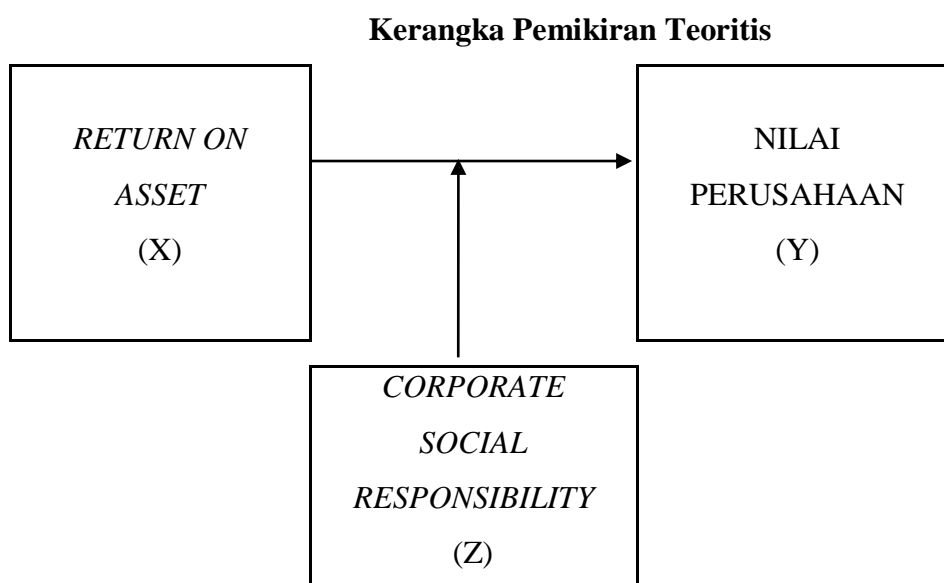 Kerangka Pemikiran Teoritis
RETURN ON
ASSET
(X)
NILAI
PERUSAHAAN
(Y)
CORPORATE
SOCIAL
RESPONSIBILITY
(Z)